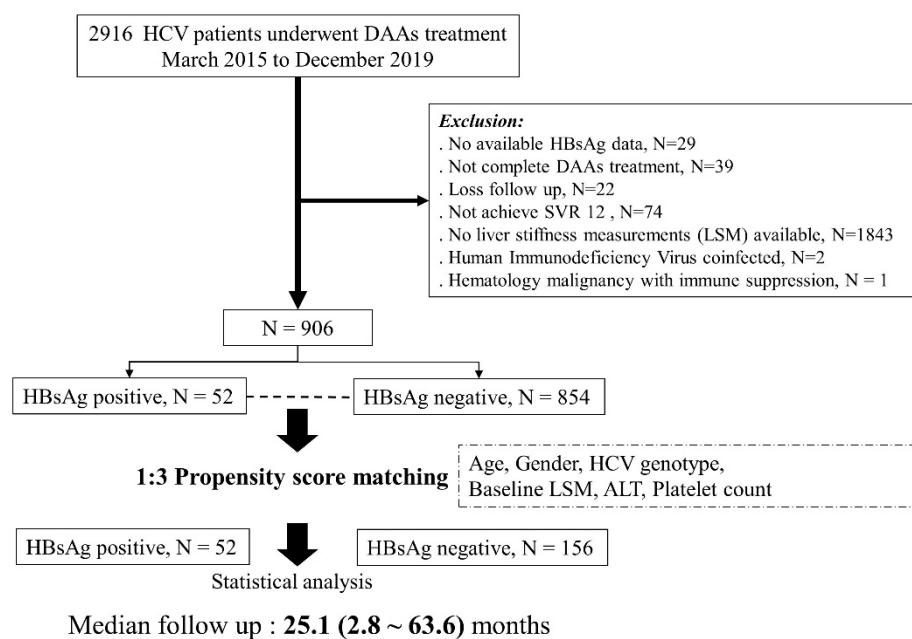 2916 HCV patients underwent DAAs treatment
March 2015 to December 2019
Exclusion:
. No available HBsAg data, N=29
. Not complete DAAs treatment, N=39
. Loss follow up, N=22
. Not achieve SVR 12 , N=74
. No liver stiffness measurements (LSM) available, N=1843
. Human Immunodeficiency Virus coinfected, N=2
. Hematology malignancy with immune suppression, N = 1
N = 906
HBsAg positive, N = 52
HBsAg negative, N = 854
1:3 Propensity score matching
Age, Gender, HCV genotype,
Baseline LSM, ALT, Platelet count
HBsAg positive, N = 52
HBsAg negative, N = 156
Statistical analysis
Median follow up : 25.1 (2.8 ~ 63.6) months